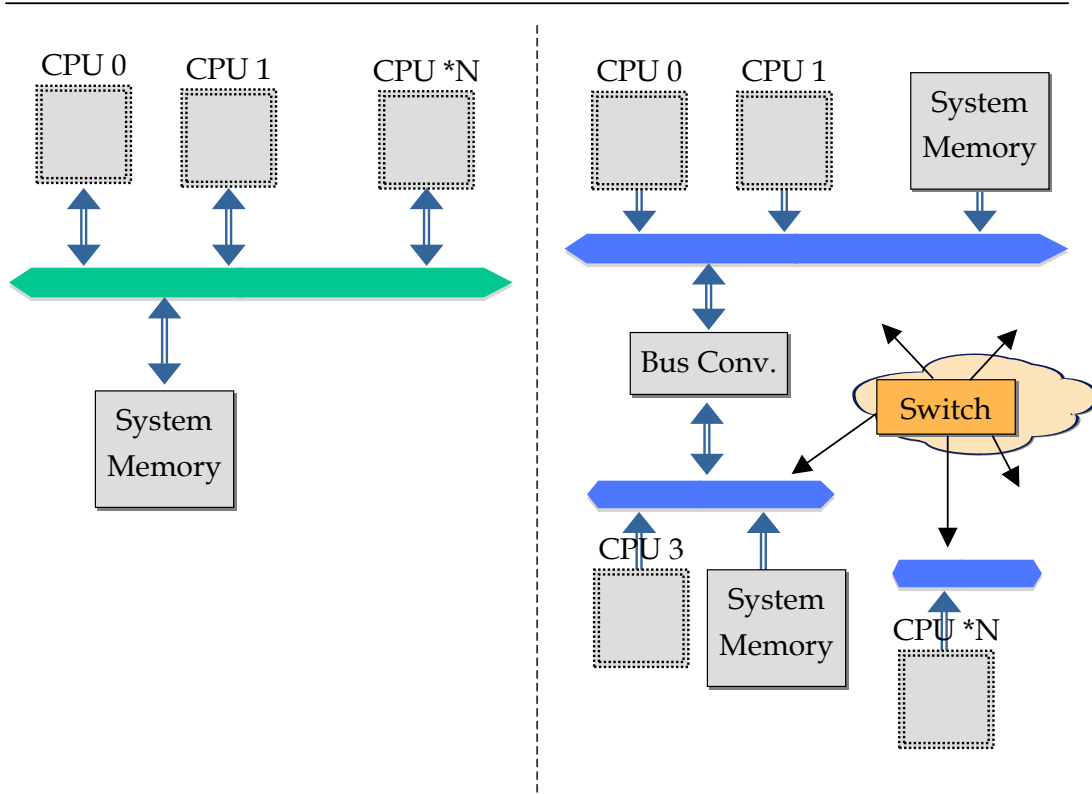 CPU 0
CPU 1
CPU *N
System
Memory
CPU 0
CPU 1
System
Memory
Bus Conv.
Switch
CPU 3
System
Memory
CPU *N